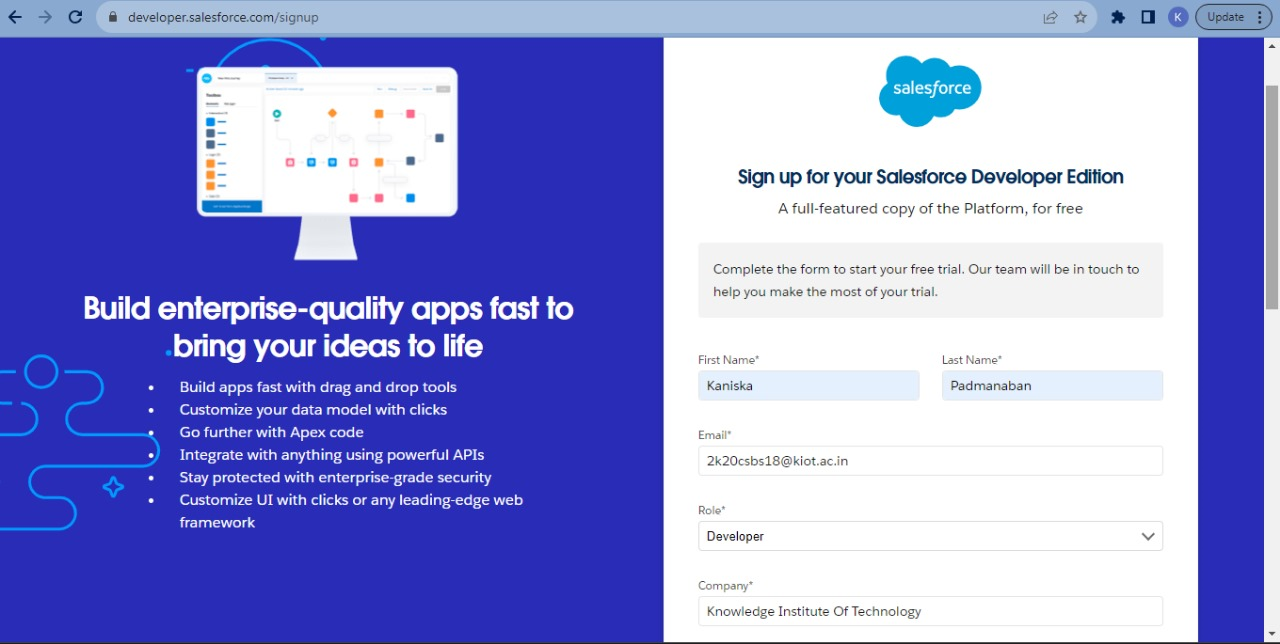 developer.salesforce.com/signup
K
Update
Build enterprise-quality apps fast to
bring your ideas to life
• Build apps fast with drag and drop tools
• Customize your data model with clicks
• Go further with Apex code
• Integrate with anything using powerful APIs
• Stay protected with enterprise-grade security
• Customize UI with clicks or any leading-edge web
framework
salesforce
Sign up for your Salesforce Developer Edition
A full-featured copy of the Platform, for free
Complete the form to start your free trial. Our team will be in touch to
help you make the most of your trial.
First Name* Last Name*
Kaniska Padmanaban
Email*
2k20csbs18@kiot.ac.in
Role*
Developer
Company*
Knowledge Institute Of Technology